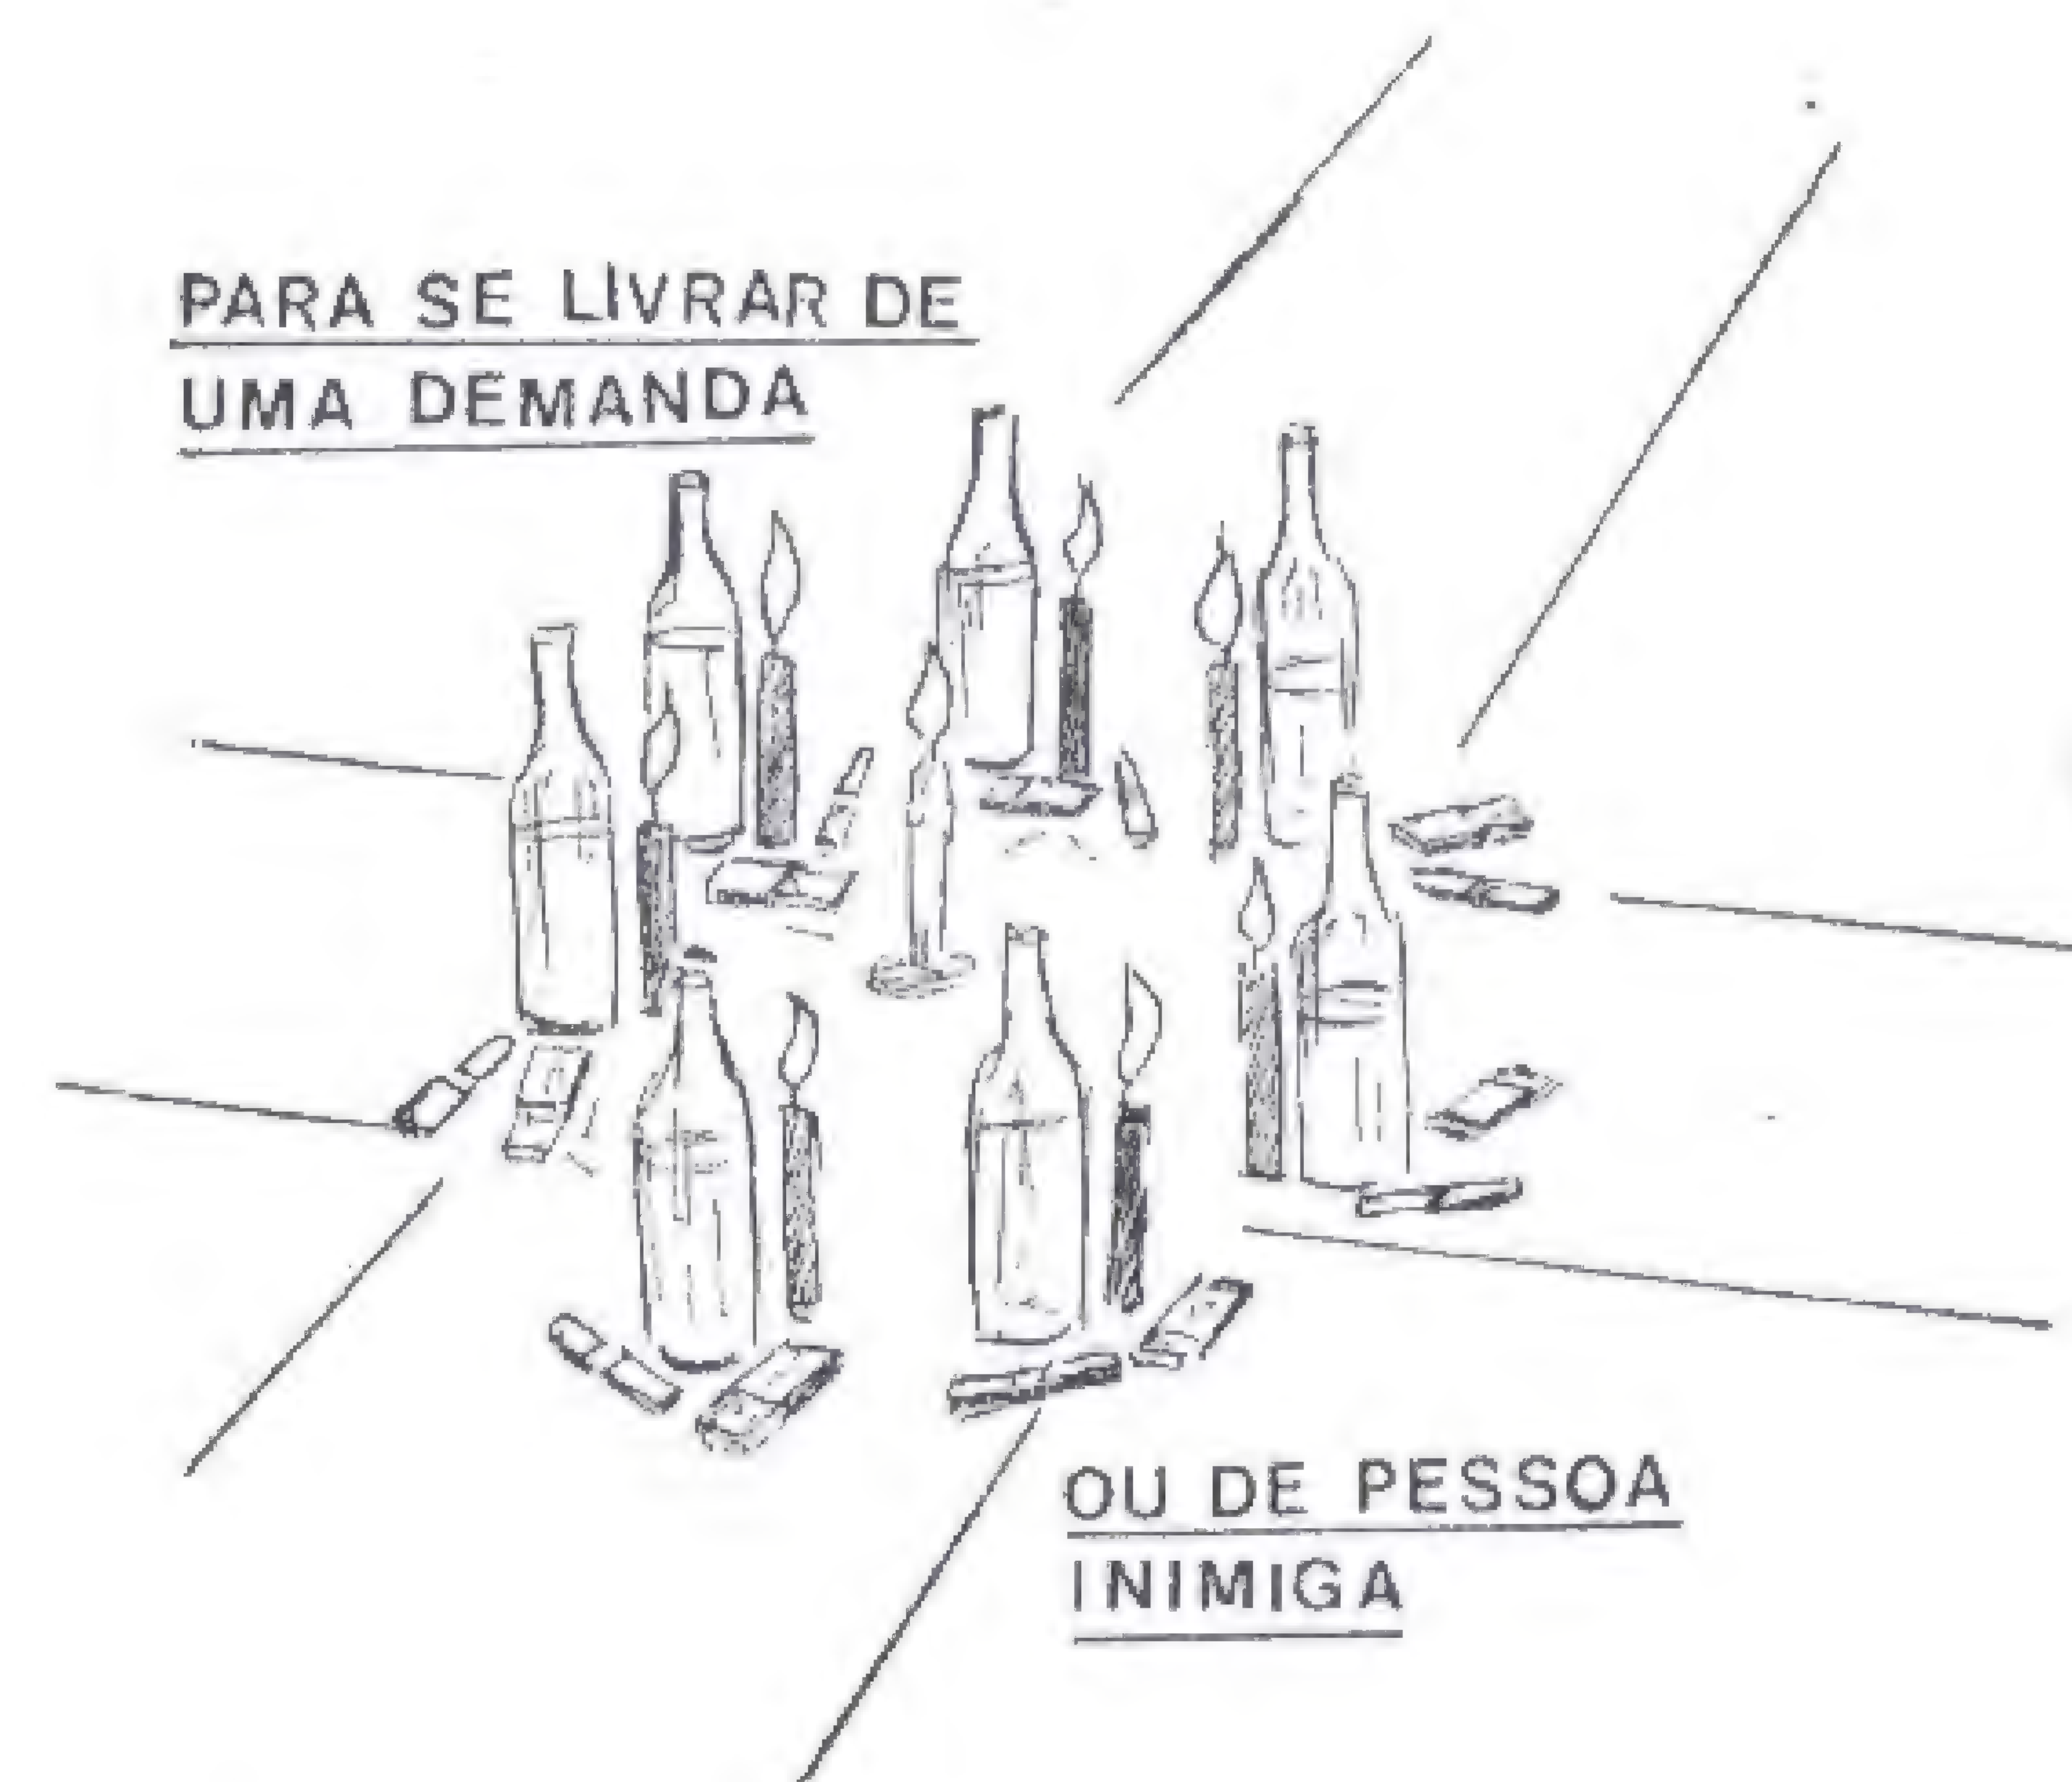 PARA SE LIVRAR DE
UMA DEMANDA
OU DE PESSOA
INIMIGA